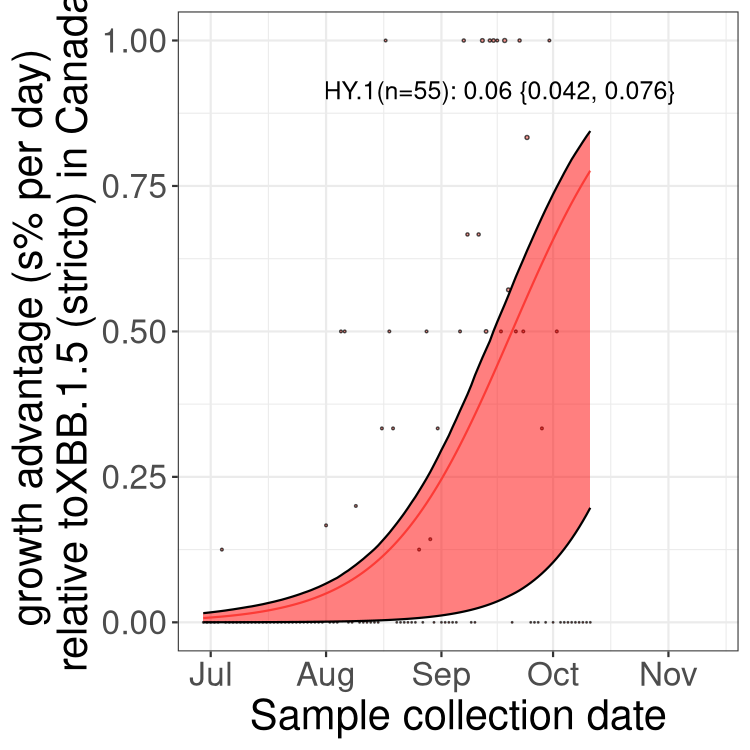 growth advantage (s% per day)
relative toXBB.1.5 (stricto) in Canada
1.00
0.75
0.50
0.25
0.00
HY.1(n=55): 0.06 {0.042, 0.076}
Jul Aug Sep Oct Nov
Sample collection date